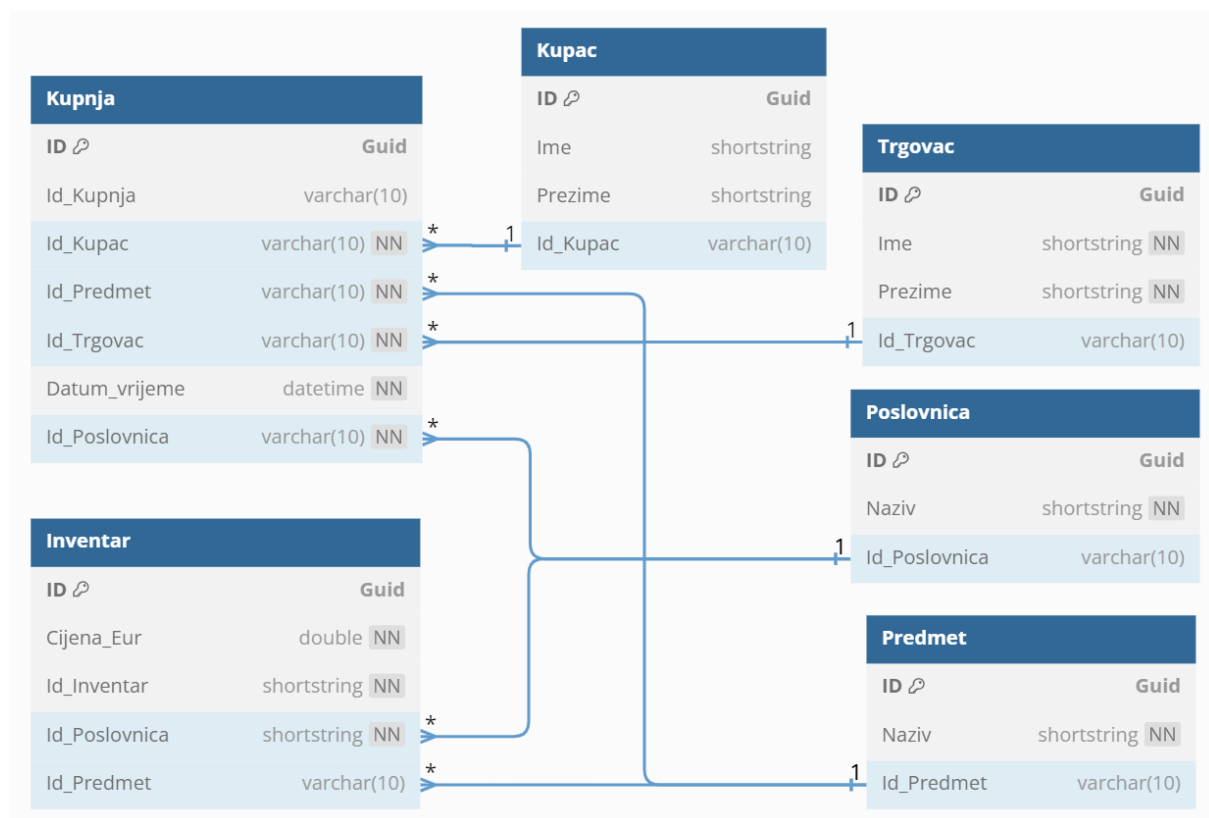 Kupnja
ID Guid
Id_Kupnja varchar(10)
Id_Kupac varchar(10) NN
Id_Predmet varchar(10) NN
Id_Trgovac varchar(10) NN
Datum_vrijeme datetime NN
Id_Poslovnica varchar(10) NN
* 1
*
* 1
*
Kupac
ID Guid
Ime shortstring
Prezime shortstring
Id_Kupac varchar(10)
Trgovac
ID Guid
Ime shortstring NN
Prezime shortstring NN
Id_Trgovac varchar(10)
Poslovnica
ID Guid
Naziv shortstring NN
Id_Poslovnica varchar(10)
1
Inventar
ID Guid
Cijena_Eur double NN
Id_Inventar shortstring NN
Id_Poslovnica shortstring NN
Id_Predmet varchar(10)
*
* 1
Predmet
ID Guid
Naziv shortstring NN
Id_Predmet varchar(10)